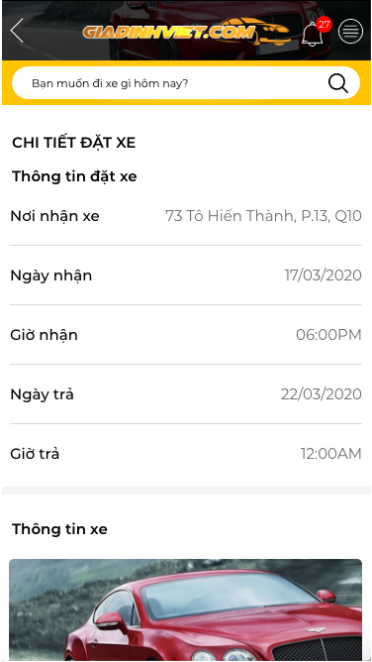 GIADINHVIET.COM
27
Bạn muốn đi xe gì hôm nay?
CHI TIẾT ĐẶT XE
Thông tin đặt xe
Nơi nhận xe 73 Tô Hiến Thành, P.13, Q10
Ngày nhận 17/03/2020
Giờ nhận 06:00PM
Ngày trả 22/03/2020
Giờ trả 12:00AM
Thông tin xe